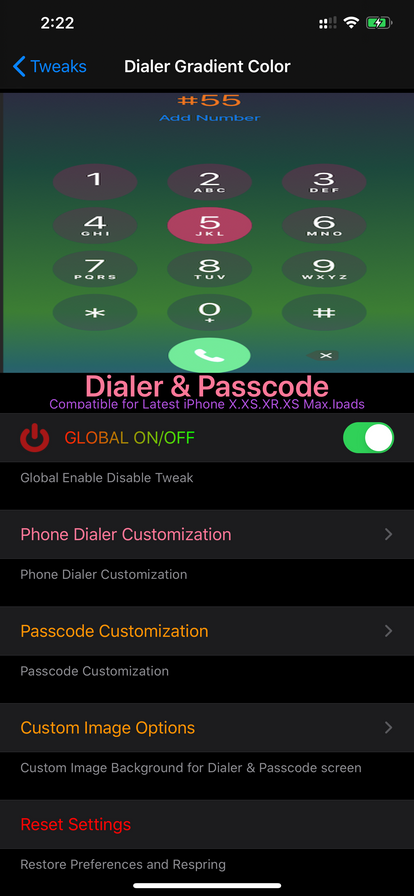 2:22
Tweaks
Dialer Gradient Color
#55
Add Number
1 2 3
ABC DEF
4 5 6
GHI JKL MNO
7 8 9
PQRS TUV WXYZ
* 0 #
+
Dialer & Passcode
Compatible for Latest iPhone X,XS,XR,XS Max,Ipads
GLOBAL ON/OFF
Global Enable Disable Tweak
Phone Dialer Customization
Phone Dialer Customization
Passcode Customization
Passcode Customization
Custom Image Options
Custom Image Background for Dialer & Passcode screen
Reset Settings
Restore Preferences and Respring